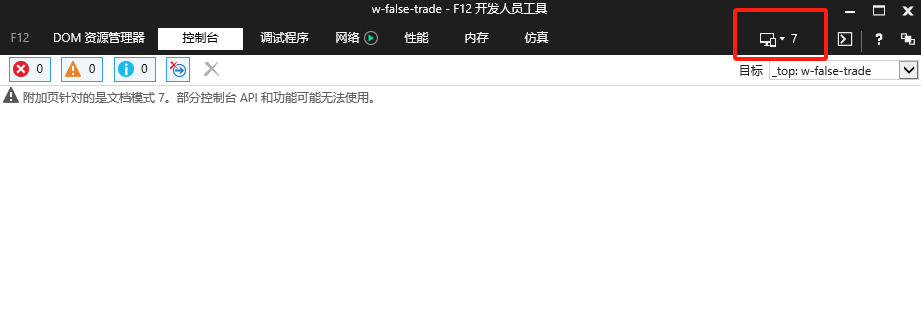 w-false-trade - F12 开发人员工具
F12 DOM 资源管理器 控制台 调试程序 网络 性能 内存 仿真 7 ?
0 0 0 目标 _top: w-false-trade
附加页针对的是文档模式 7。部分控制台 API 和功能可能无法使用。